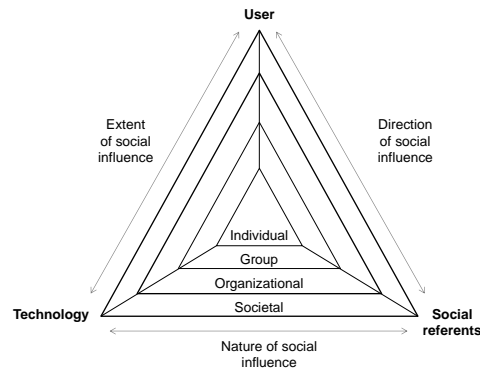 User
Extent
of social
influence
Direction
of social
influence
Individual
Group
Organizational
Societal
Technology
Social
referents
Nature of social
influence